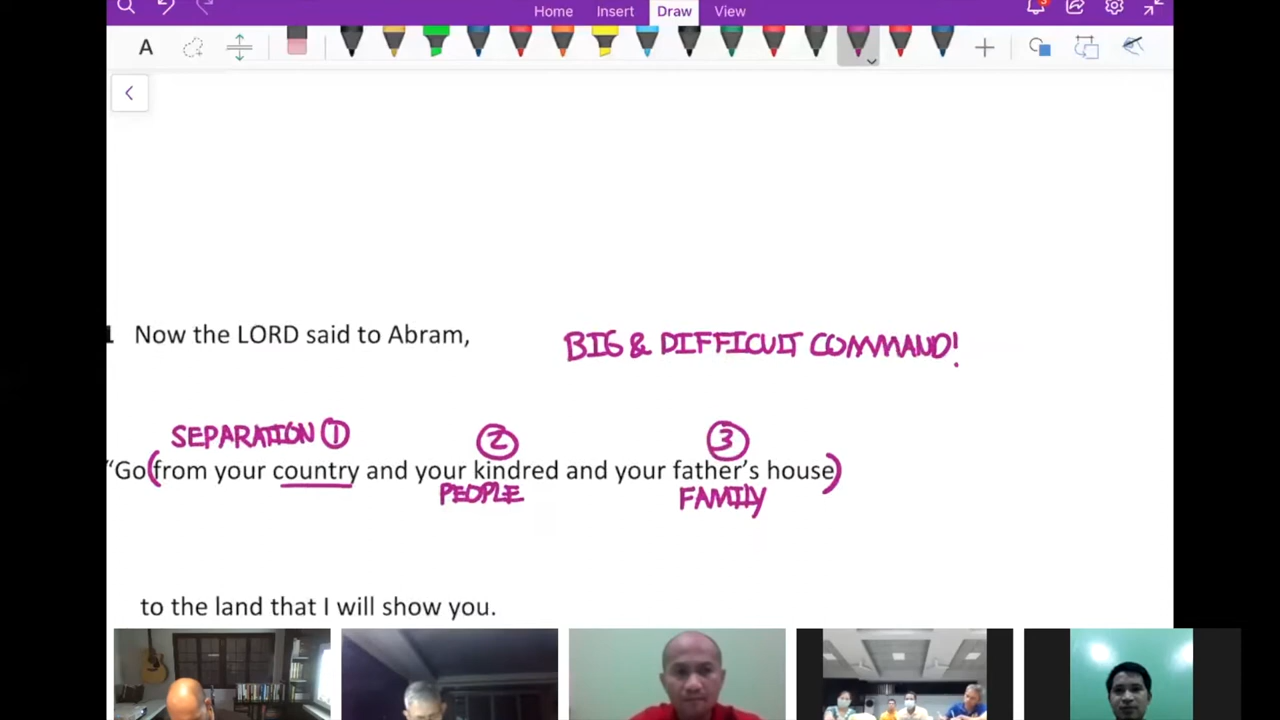 Home Insert Draw View
A
1 Now the LORD said to Abram,
BIG & DIFFICULT COMMAND!
SEPARATION ① ② ③
“Go (from your country and your kindred and your father’s house)
PEOPLE FAMILY
to the land that I will show you.